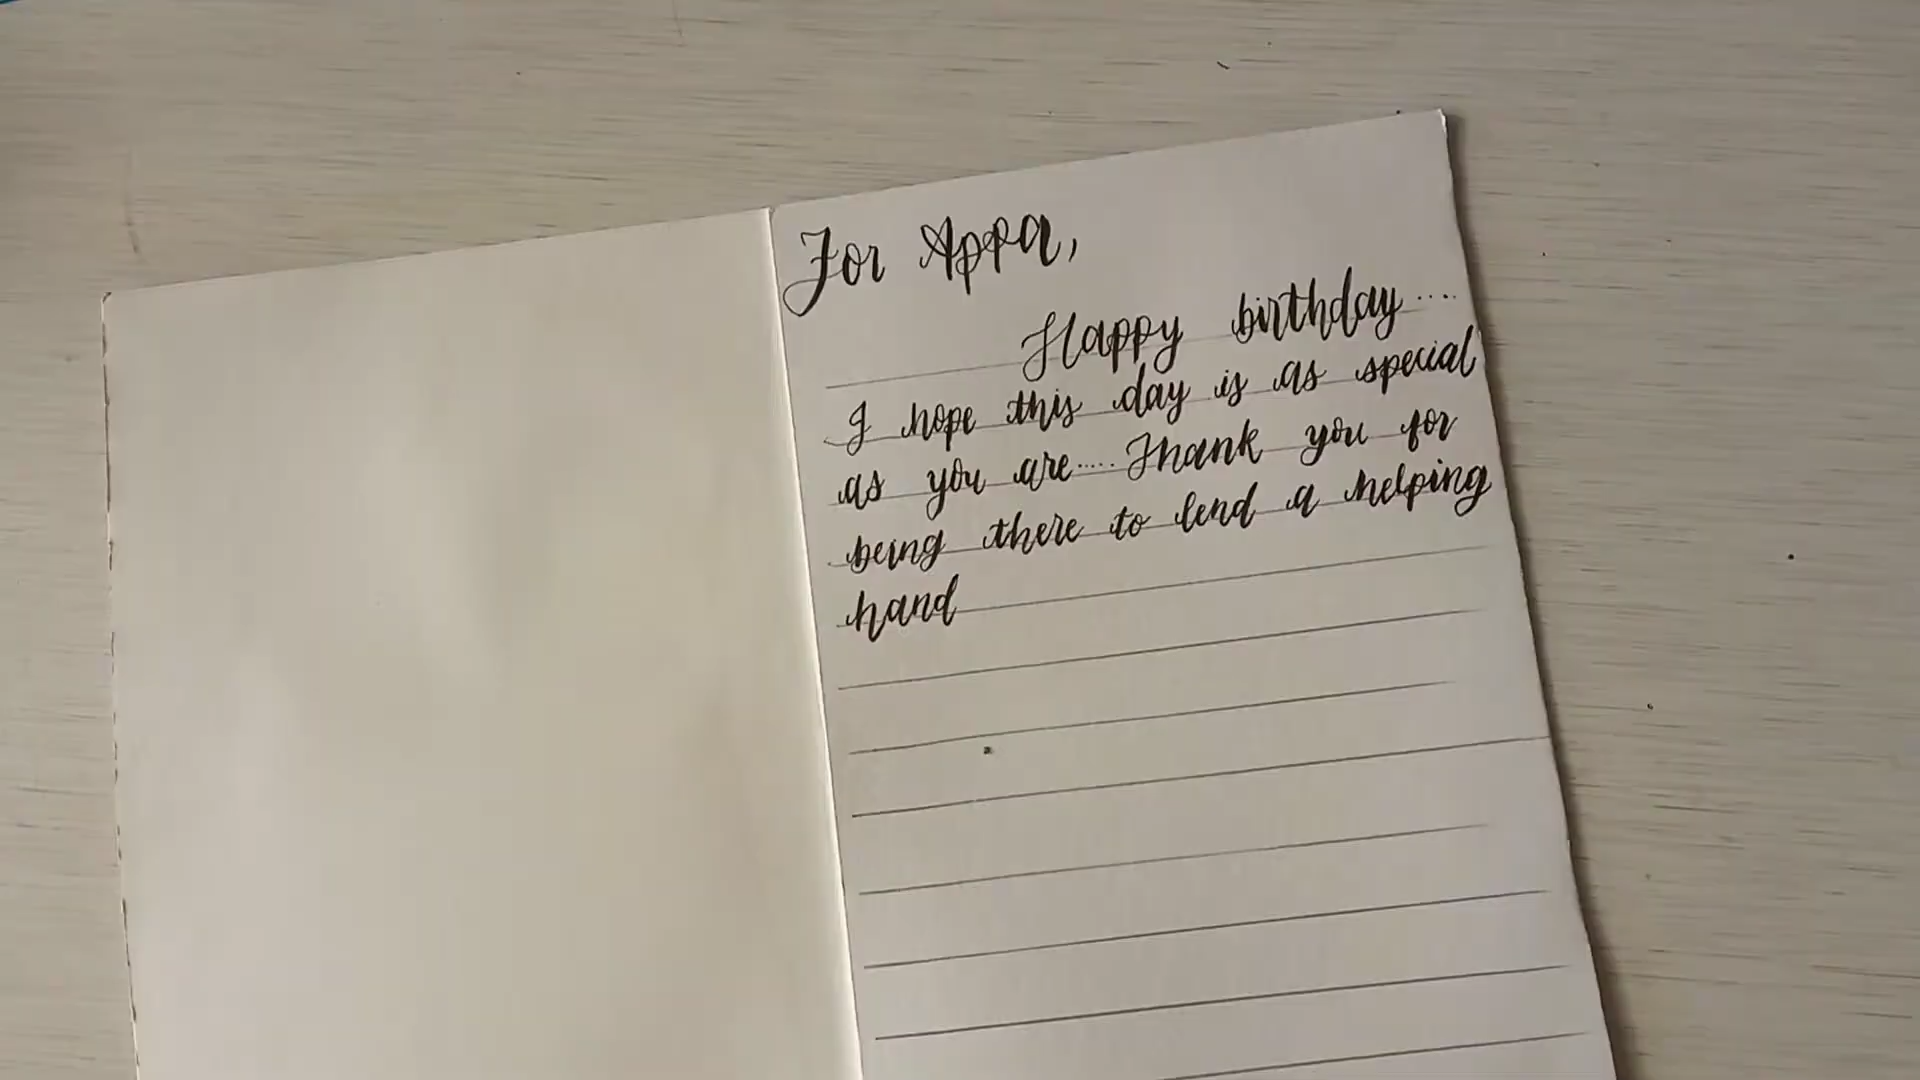 For Appa,
Happy birthday....
I hope this day is as special
as you are..... Thank you for
being there to lend a helping
hand